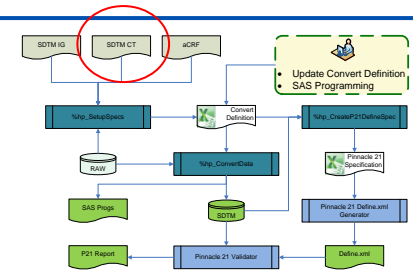 SDTM IG
SDTM CT
aCRF
• Update Convert Definition
• SAS Programming
%hp_SetupSpecs
Convert
Definition
%hp_CreateP21DefineSpec
RAW
%hp_ConvertData
Pinnacle 21
Specification
SAS Progs
SDTM
Pinnacle 21 Define.xml
Generator
P21 Report
Pinnacle 21 Validator
Define.xml